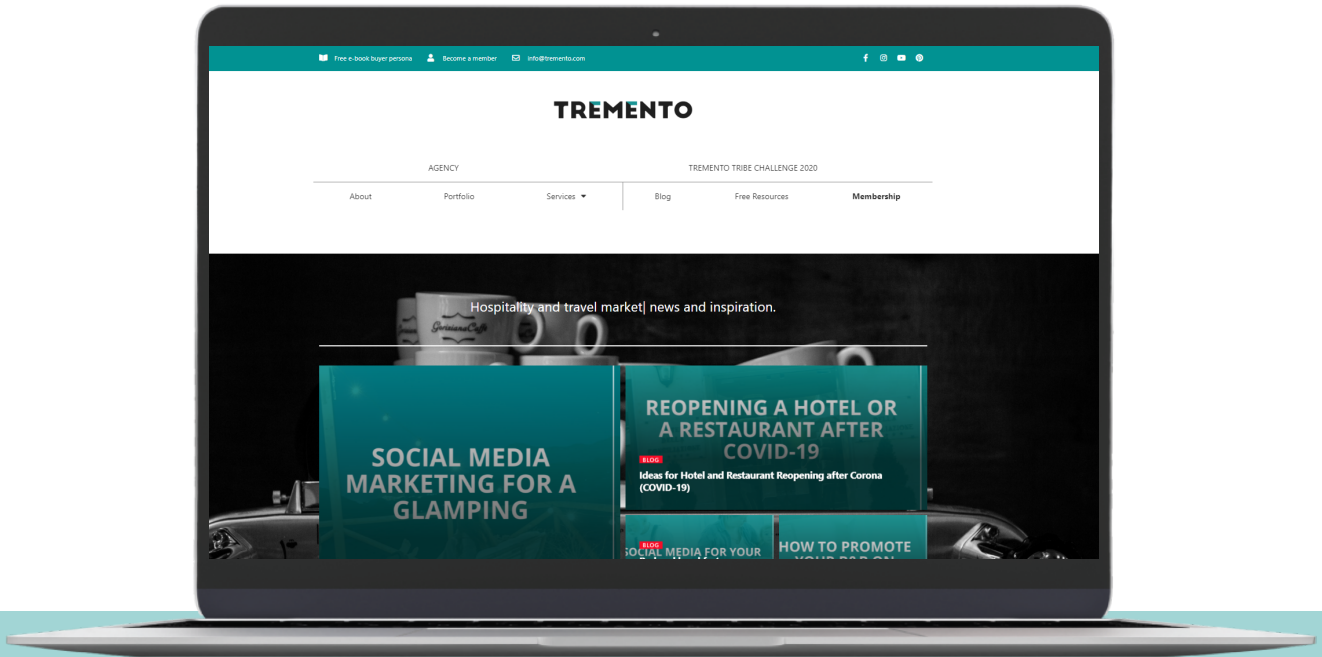 Free e-book buyer persona Become a member info@tremento.com
TREMENTO
AGENCY TREMENTO TRIBE CHALLENGE 2020
About Portfolio Services Blog Free Resources Membership
Hospitality and travel market| news and inspiration.
GorizianaCaffè
SOCIAL MEDIA
MARKETING FOR A
GLAMPING
REOPENING A HOTEL OR
A RESTAURANT AFTER
COVID-19
BLOG
Ideas for Hotel and Restaurant Reopening after Corona
(COVID-19)
SOCIAL MEDIA FOR YOUR
BLOG
HOW TO PROMOTE
YOUR B&B ON